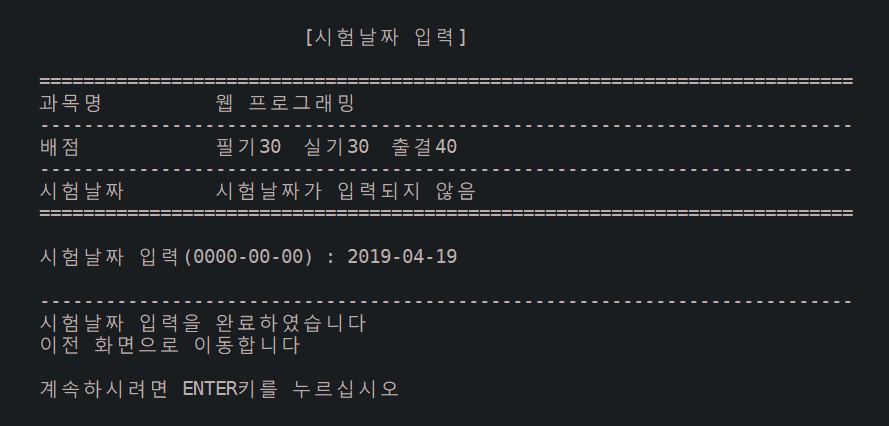 [시험날짜 입력]
==========================================================================
과목명 웹 프로그래밍
--------------------------------------------------------------------------
배점 필기30 실기30 출결40
--------------------------------------------------------------------------
시험날짜 시험날짜가 입력되지 않음
==========================================================================
시험날짜 입력(0000-00-00) : 2019-04-19
--------------------------------------------------------------------------
시험날짜 입력을 완료하였습니다
이전 화면으로 이동합니다
계속하시려면 ENTER키를 누르십시오